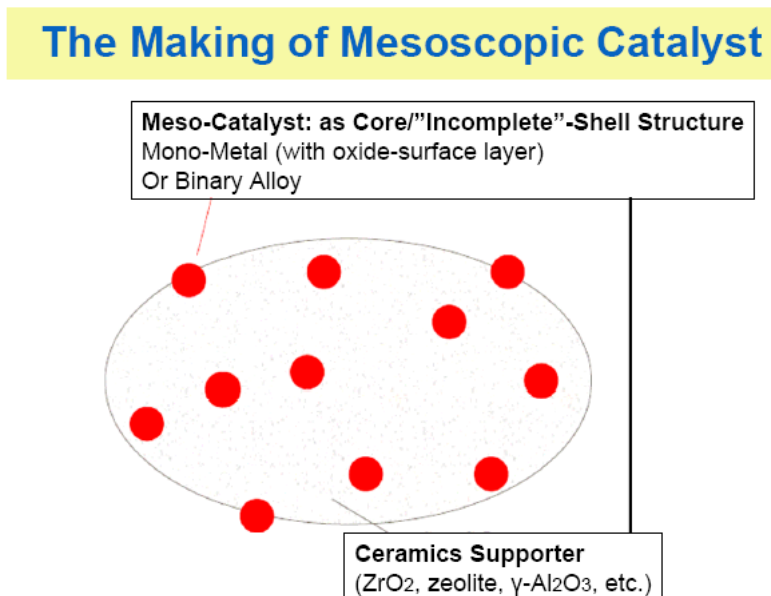 The Making of Mesoscopic Catalyst
Meso-Catalyst: as Core/”Incomplete”-Shell Structure
Mono-Metal (with oxide-surface layer)
Or Binary Alloy
Ceramics Supporter
(ZrO2, zeolite, γ-Al2O3, etc.)